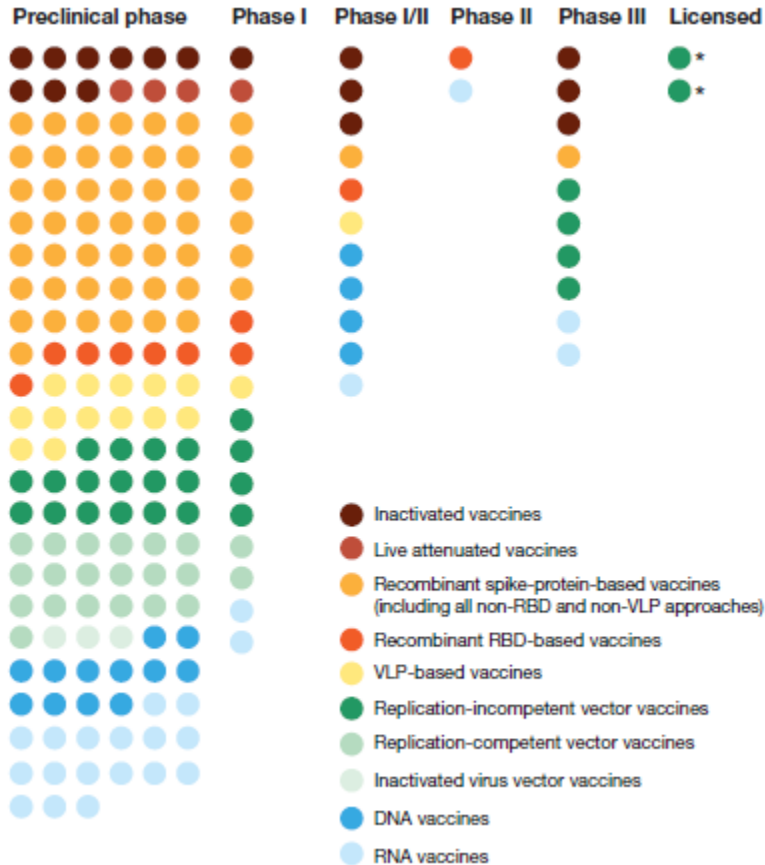 Preclinical phase Phase I Phase I/II Phase II Phase III Licensed
*
*
Inactivated vaccines
Live attenuated vaccines
Recombinant spike-protein-based vaccines
(including all non-RBD and non-VLP approaches)
Recombinant RBD-based vaccines
VLP-based vaccines
Replication-incompetent vector vaccines
Replication-competent vector vaccines
Inactivated virus vector vaccines
DNA vaccines
RNA vaccines